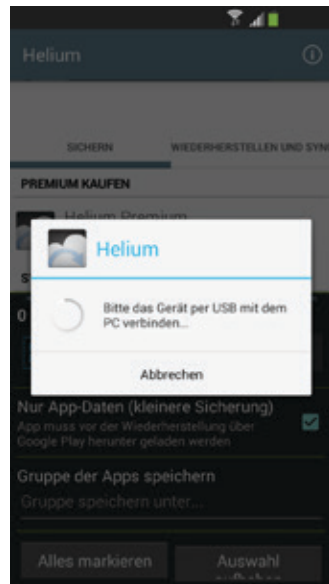 Helium
SICHERN
WIEDERHERSTELLEN UND SYN
PREMIUM KAUFEN
Helium Premium
Helium
S
0
Bitte das Gerät per USB mit dem
PC verbinden...
Abbrechen
Nur App-Daten (kleinere Sicherung)
App muss vor der Wiederherstellung über
Google Play herunter geladen werden
Gruppe der Apps speichern
Gruppe speichern unter...
Alles markieren
Auswahl
aufheben